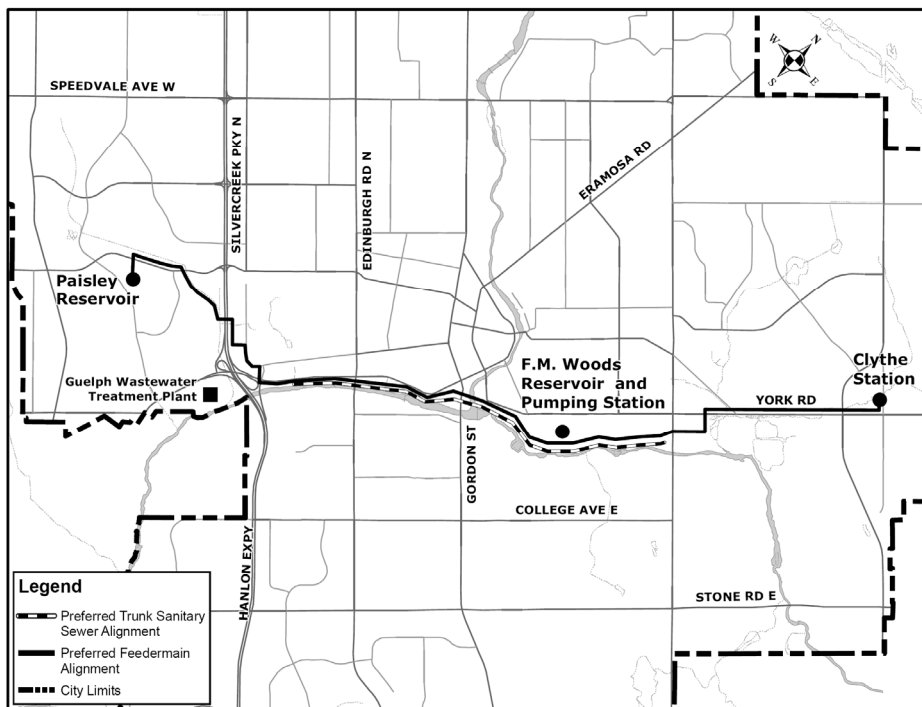 W
N
S
E
SPEEDVALE AVE W
SILVERCREEK PKY N
EDINBURGH RD N
ERAMOSA RD
Paisley
Reservoir
F.M. Woods
Reservoir and
Pumping Station
Clythe
Station
Guelph Wastewater
Treatment Plant
YORK RD
GORDON ST
COLLEGE AVE E
HANLON EXPY
STONE RD E
Legend
Preferred Trunk Sanitary
Sewer Alignment
Preferred Feedermain
Alignment
City Limits